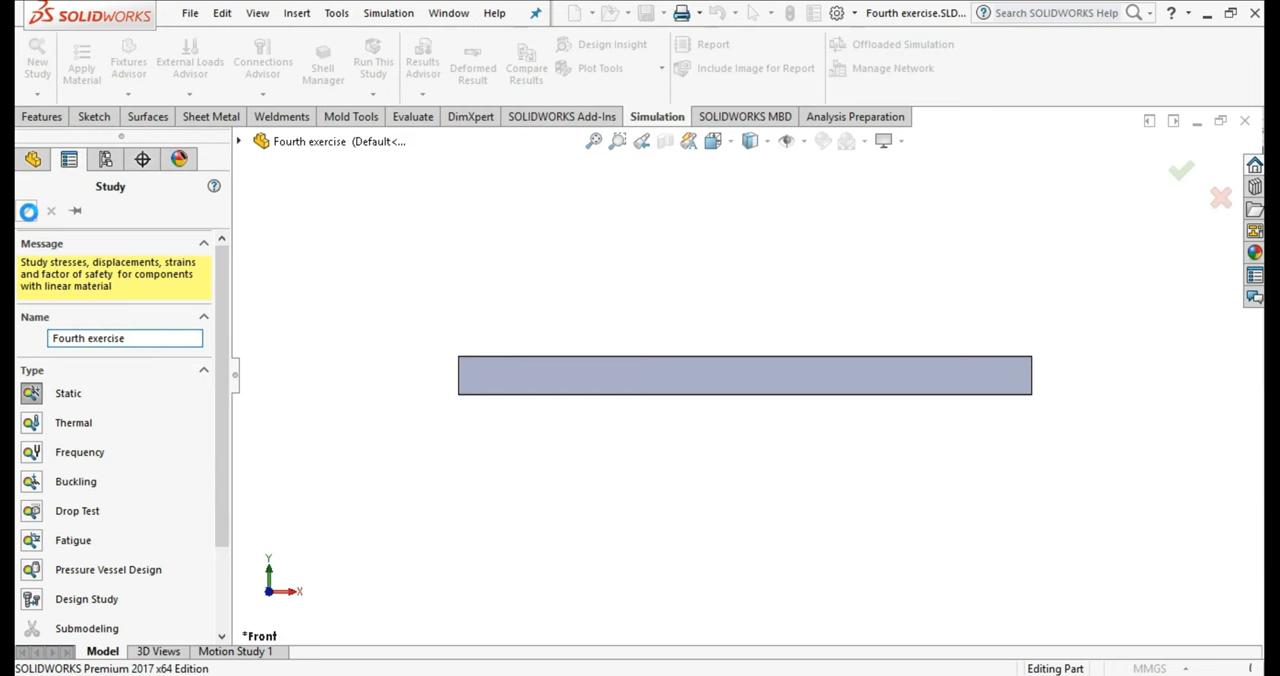 SOLIDWORKS File Edit View Insert Tools Simulation Window Help Fourth exercise.SLD... Search SOLIDWORKS Help ?
New Study
Apply Material
Fixtures Advisor
External Loads Advisor
Connections Advisor
Shell Manager
Run This Study
Results Advisor
Deformed Result
Compare Results
Design Insight
Plot Tools
Report
Include Image for Report
Offloaded Simulation
Manage Network
Features Sketch Surfaces Sheet Metal Weldments Mold Tools Evaluate DimXpert SOLIDWORKS Add-Ins Simulation SOLIDWORKS MBD Analysis Preparation
Fourth exercise (Default<...
Study
Message
Study stresses, displacements, strains
and factor of safety for components
with linear material
Name
Fourth exercise
Type
Static
Thermal
Frequency
Buckling
Drop Test
Fatigue
Pressure Vessel Design
Design Study
Submodeling
Y
X
*Front
Model 3D Views Motion Study 1
SOLIDWORKS Premium 2017 x64 Edition Editing Part MMGS